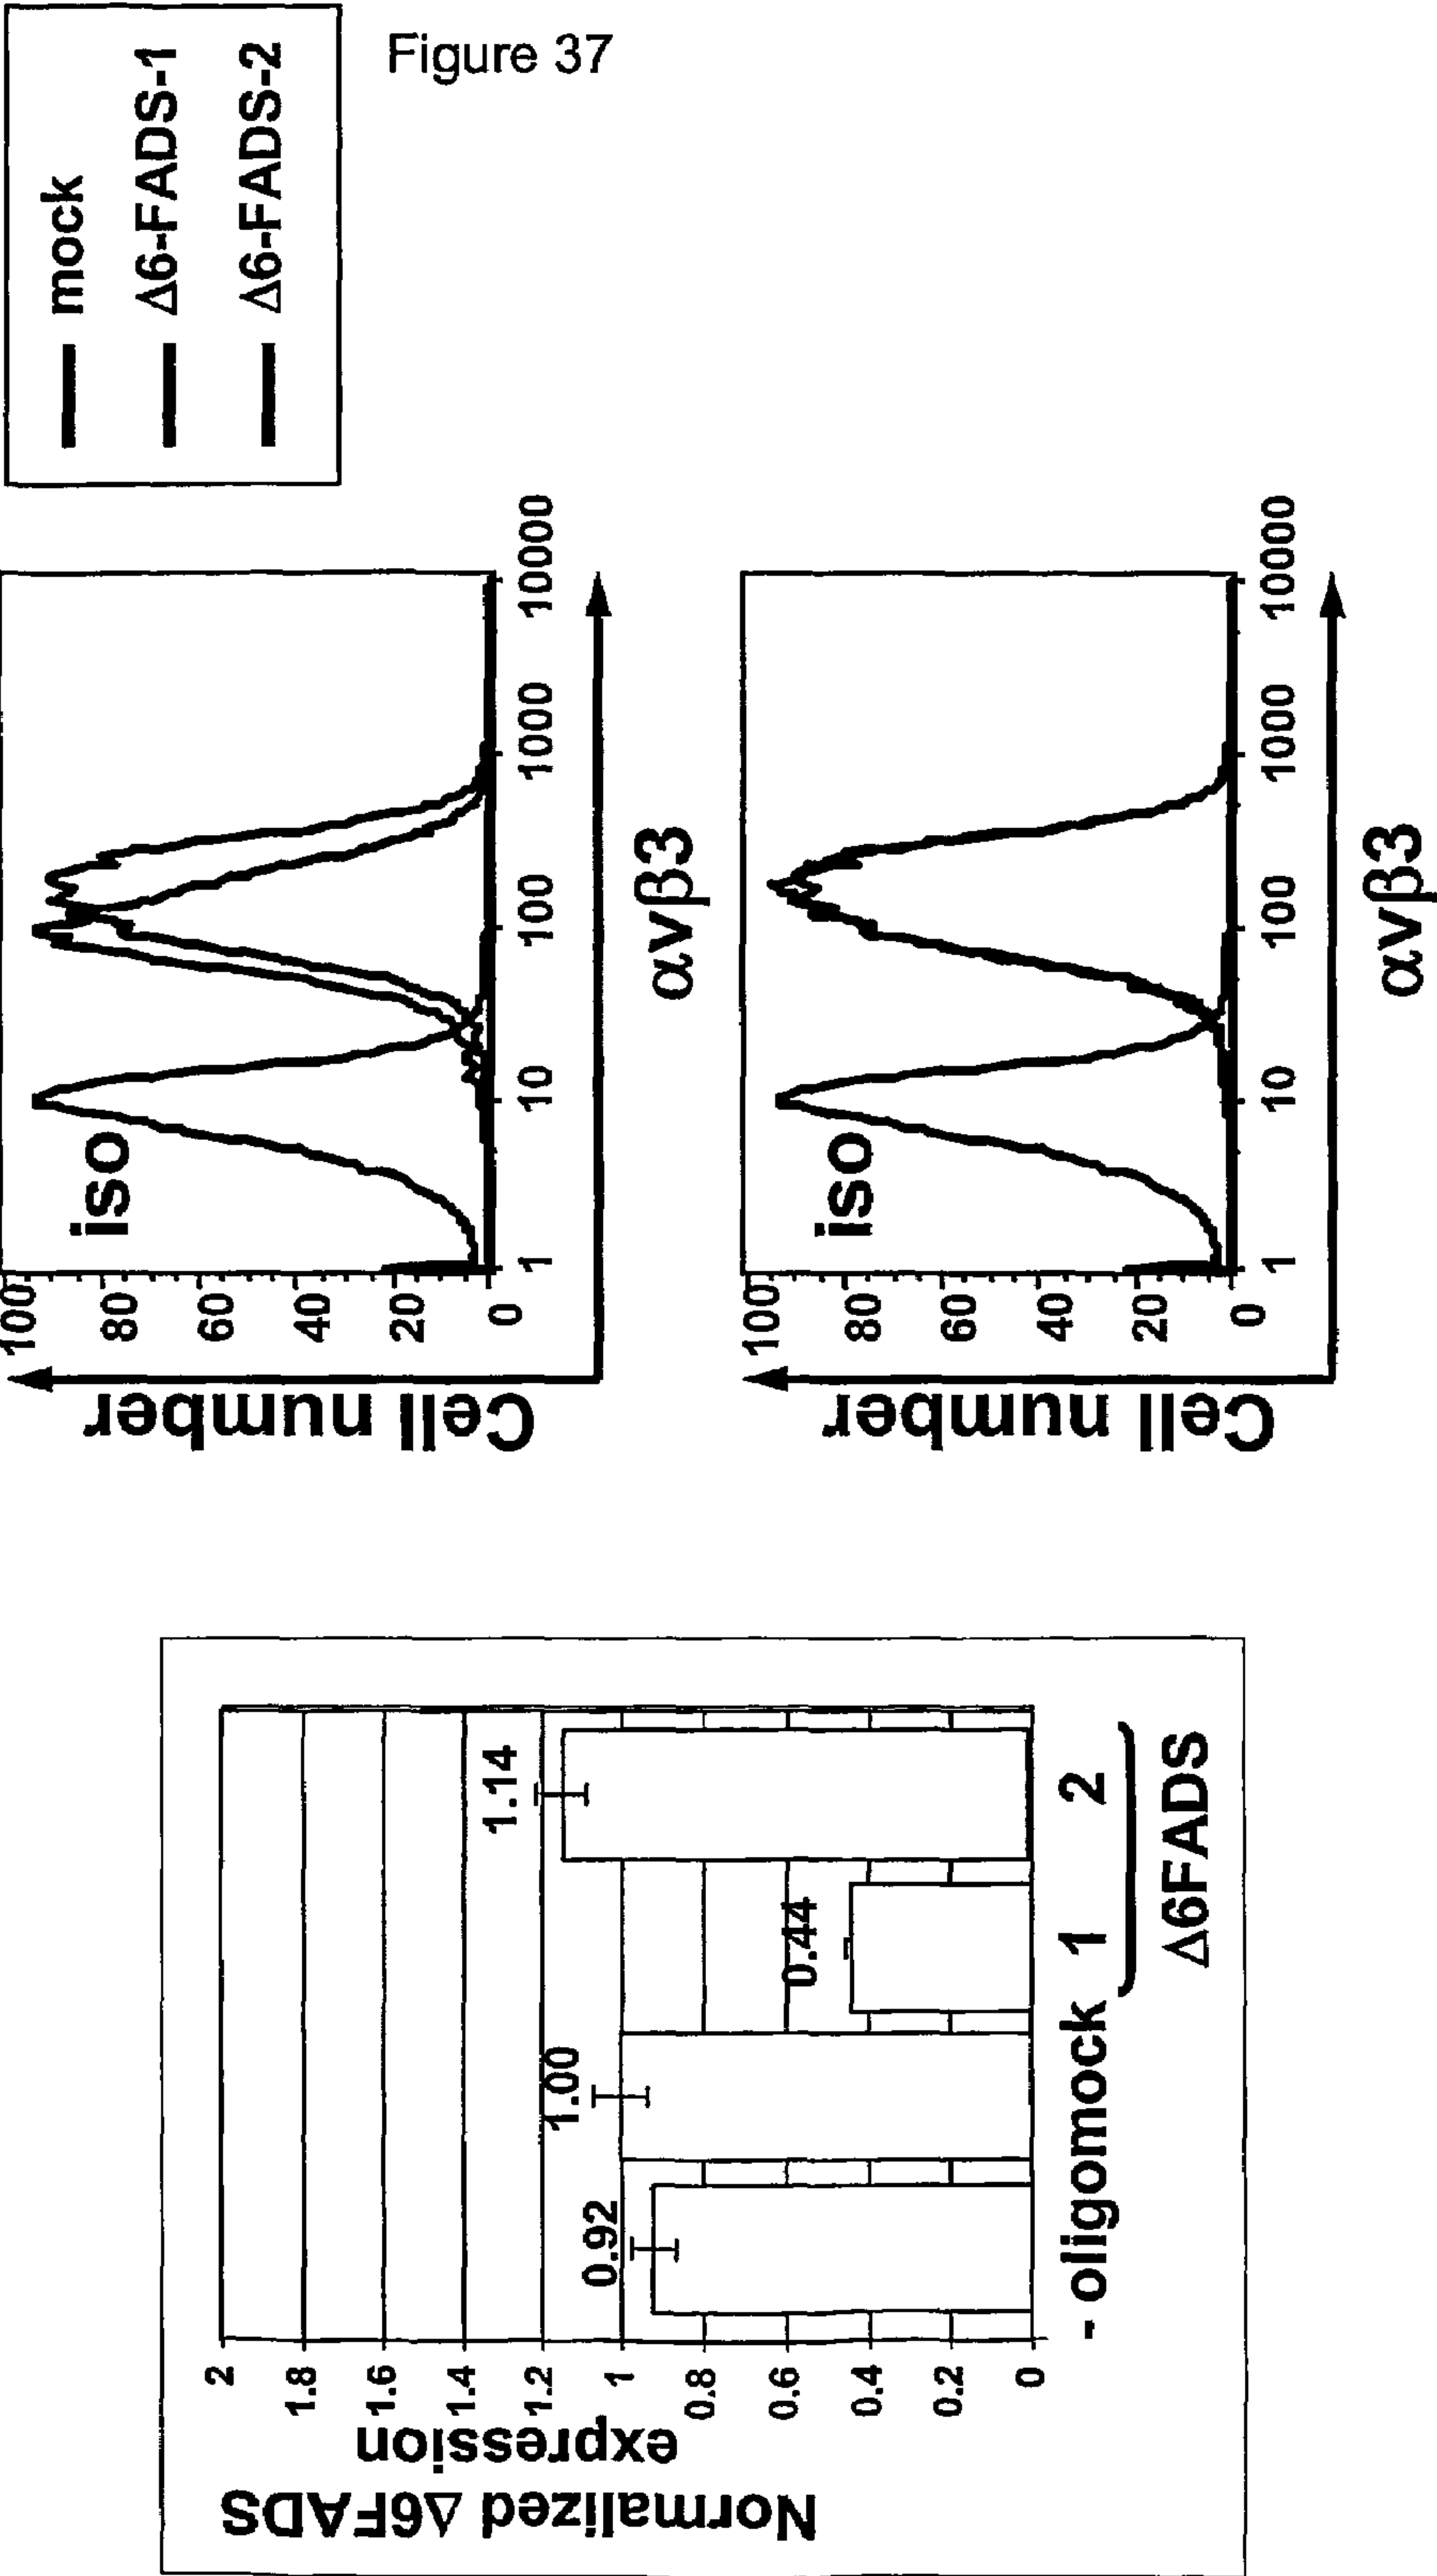 Figure 37
mock
Δ6-FADS-1
Δ6-FADS-2
Normalized Δ6FADS
expression
2
1.8
1.6
1.4
1.2
1
0.8
0.6
0.4
0.2
0
0.92
1.00
0.44
1.14
- oligomock 1 2
Δ6FADS
Cell number
100
80
60
40
20
0
iso
1 10 100 1000 10000
αvβ3
Cell number
100
80
60
40
20
0
iso
1 10 100 1000 10000
αvβ3